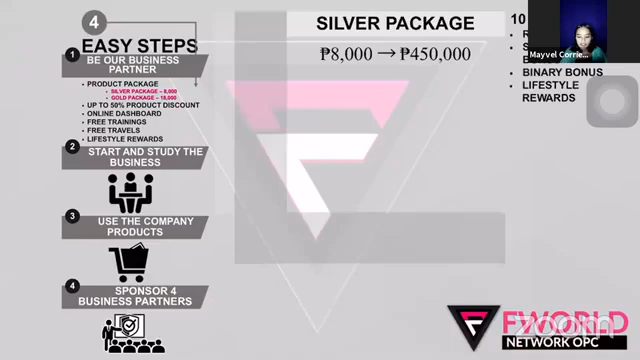 4
EASY STEPS
1
BE OUR BUSINESS
PARTNER
• PRODUCT PACKAGE
• SILVER PACKAGE – 8,000
• GOLD PACKAGE – 18,000
• UP TO 50% PRODUCT DISCOUNT
• ONLINE DASHBOARD
• FREE TRAININGS
• FREE TRAVELS
• LIFESTYLE REWARDS
2
START AND STUDY THE
BUSINESS
3
USE THE COMPANY
PRODUCTS
4
SPONSOR 4
BUSINESS PARTNERS
SILVER PACKAGE
₱8,000 → ₱450,000
10
• BINARY BONUS
• LIFESTYLE
REWARDS
Mayvel Corrie...
FWORLD
zoom
NETWORK OPC